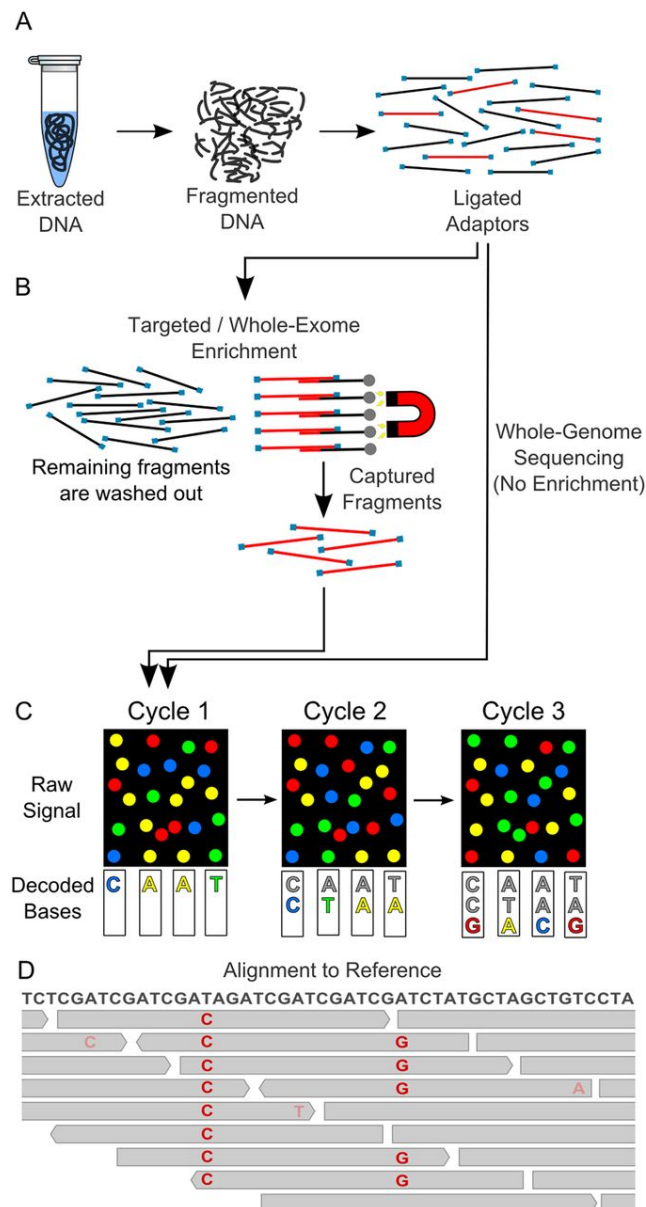 A
Extracted
DNA
Fragmented
DNA
Ligated
Adaptors
B
Targeted / Whole-Exome
Enrichment
Remaining fragments
are washed out
Captured
Fragments
Whole-Genome
Sequencing
(No Enrichment)
C
Cycle 1 Cycle 2 Cycle 3
Raw
Signal
Decoded
Bases
C A A T
C A A T
C T A A
C A A T
C T A A
G A C G
D
Alignment to Reference
TCTCGATCGATCGATAGATCGATCGATCGATCTATGCTAGCTGTCCTA
C
C C G
C G
C G A
C T
C
C G
C G